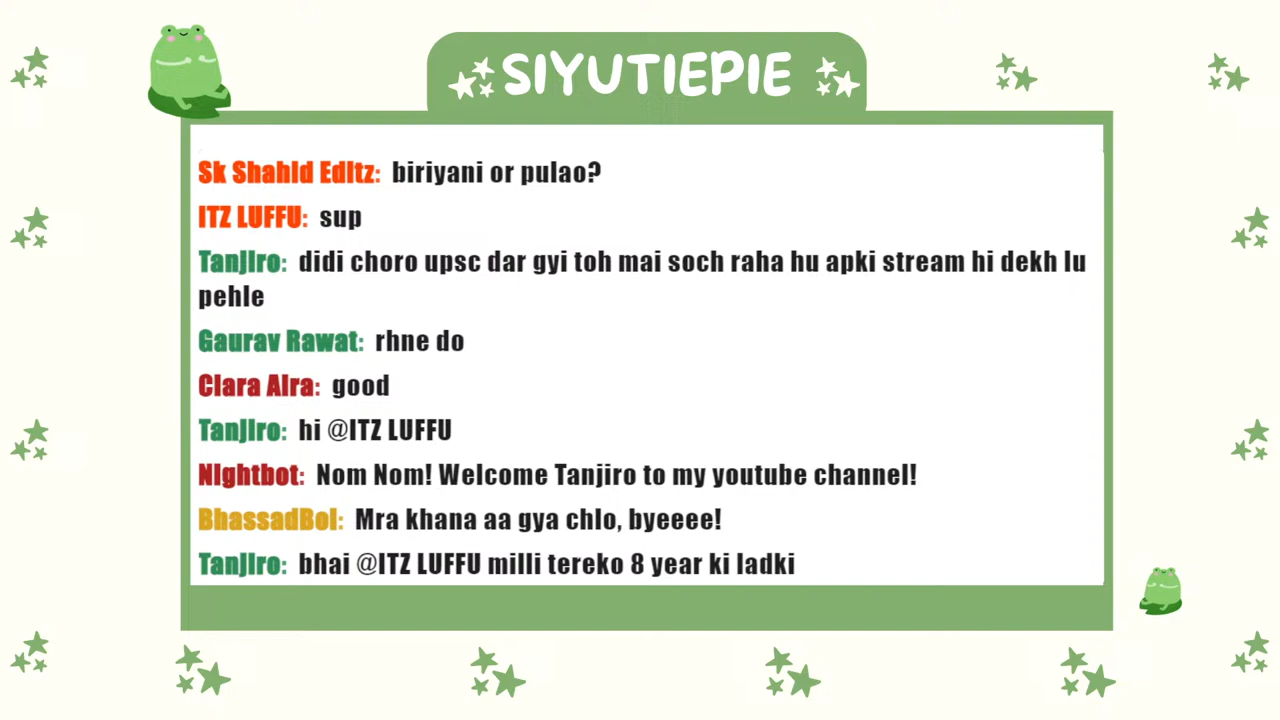 SIYUTIEPIE
Sk Shahid Editz: biriyani or pulao?
ITZ LUFFU: sup
Tanjiro: didi choro upsc dar gyi toh mai soch raha hu apki stream hi dekh lu
pehle
Gaurav Rawat: rhne do
Clara Aira: good
Tanjiro: hi @ITZ LUFFU
Nightbot: Nom Nom! Welcome Tanjiro to my youtube channel!
BhassadBoi: Mra khana aa gya chlo, byeeee!
Tanjiro: bhai @ITZ LUFFU milli tereko 8 year ki ladki